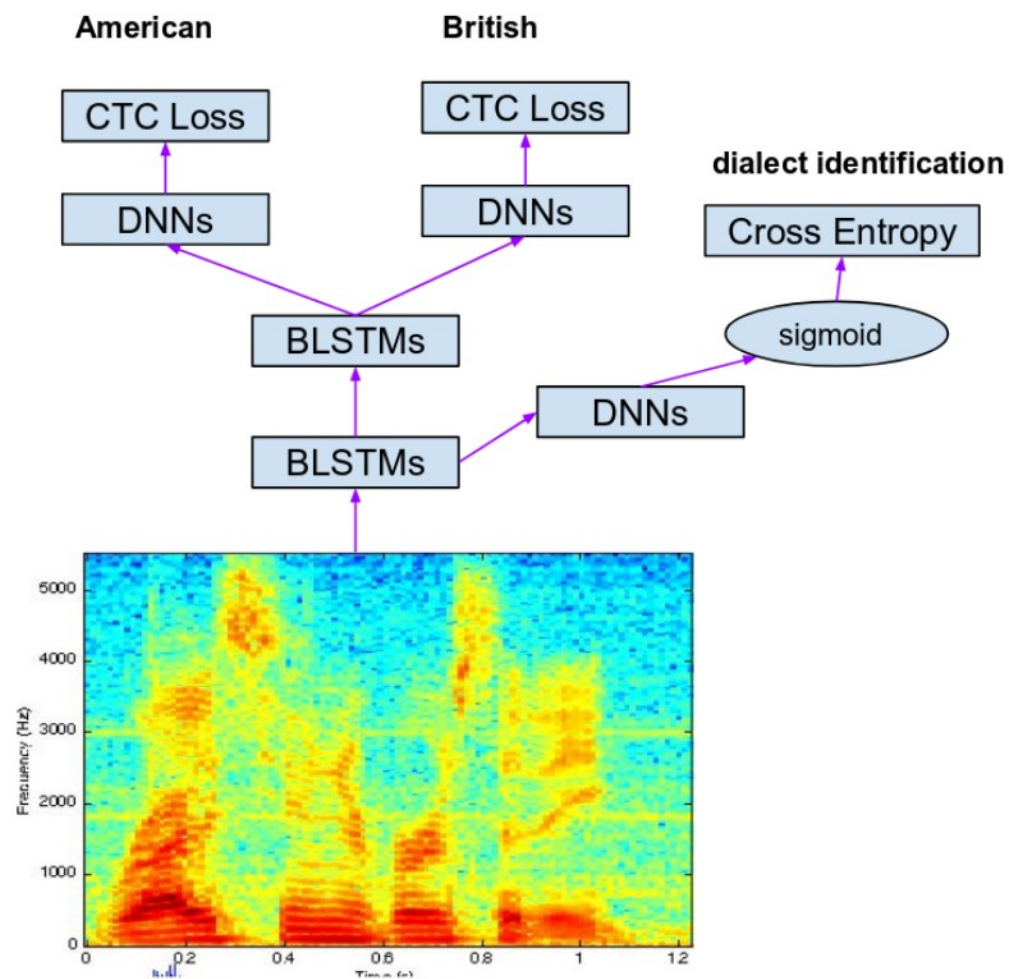 American
British
CTC Loss
CTC Loss
dialect identification
DNNs
DNNs
Cross Entropy
sigmoid
BLSTMs
DNNs
BLSTMs
5000
4000
3000
2000
1000
0
Frequency (Hz)
0 0.2 0.4 0.6 0.8 1 1.2
Time (s)